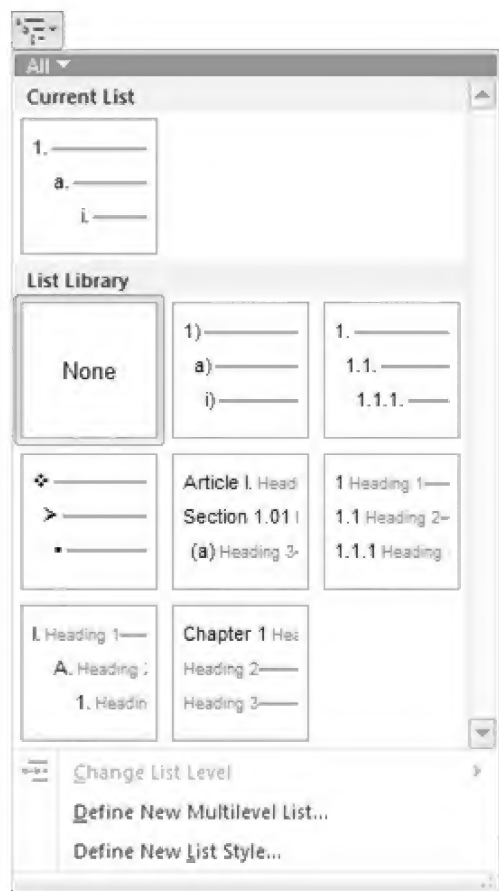 All
Current List
1.
a.
i.
List Library
None
1)
a)
i)
1.
1.1.
1.1.1.
Article I. Head
Section 1.01
(a) Heading 3
1 Heading 1
1.1 Heading 2
1.1.1 Heading
I. Heading 1
A. Heading
1. Headin
Chapter 1 Hea
Heading 2
Heading 3
Change List Level
Define New Multilevel List...
Define New List Style...